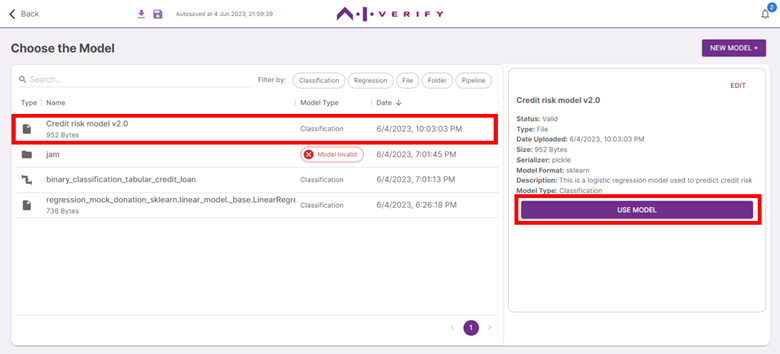 Back
Autosaved at 4 Jun 2023, 21:59:39
VERIFY
2
Choose the Model
NEW MODEL +
Search...
Filter by:
Classification
Regression
File
Folder
Pipeline
Type
Name
Model Type
Date
Credit risk model v2.0
952 Bytes
Classification
6/4/2023, 10:03:03 PM
jam
Model Invalid
6/4/2023, 7:01:45 PM
binary_classification_tabular_credit_loan
Classification
6/4/2023, 7:01:13 PM
regression_mock_donation_sklearn.linear_model._base.LinearRegre
736 Bytes
Classification
6/4/2023, 6:26:18 PM
1
EDIT
Credit risk model v2.0
Status: Valid
Type: File
Date Uploaded: 6/4/2023, 10:03:03 PM
Size: 952 Bytes
Serializer: pickle
Model Format: sklearn
Description: This is a logistic regression model used to predict credit risk
Model Type: Classification
USE MODEL